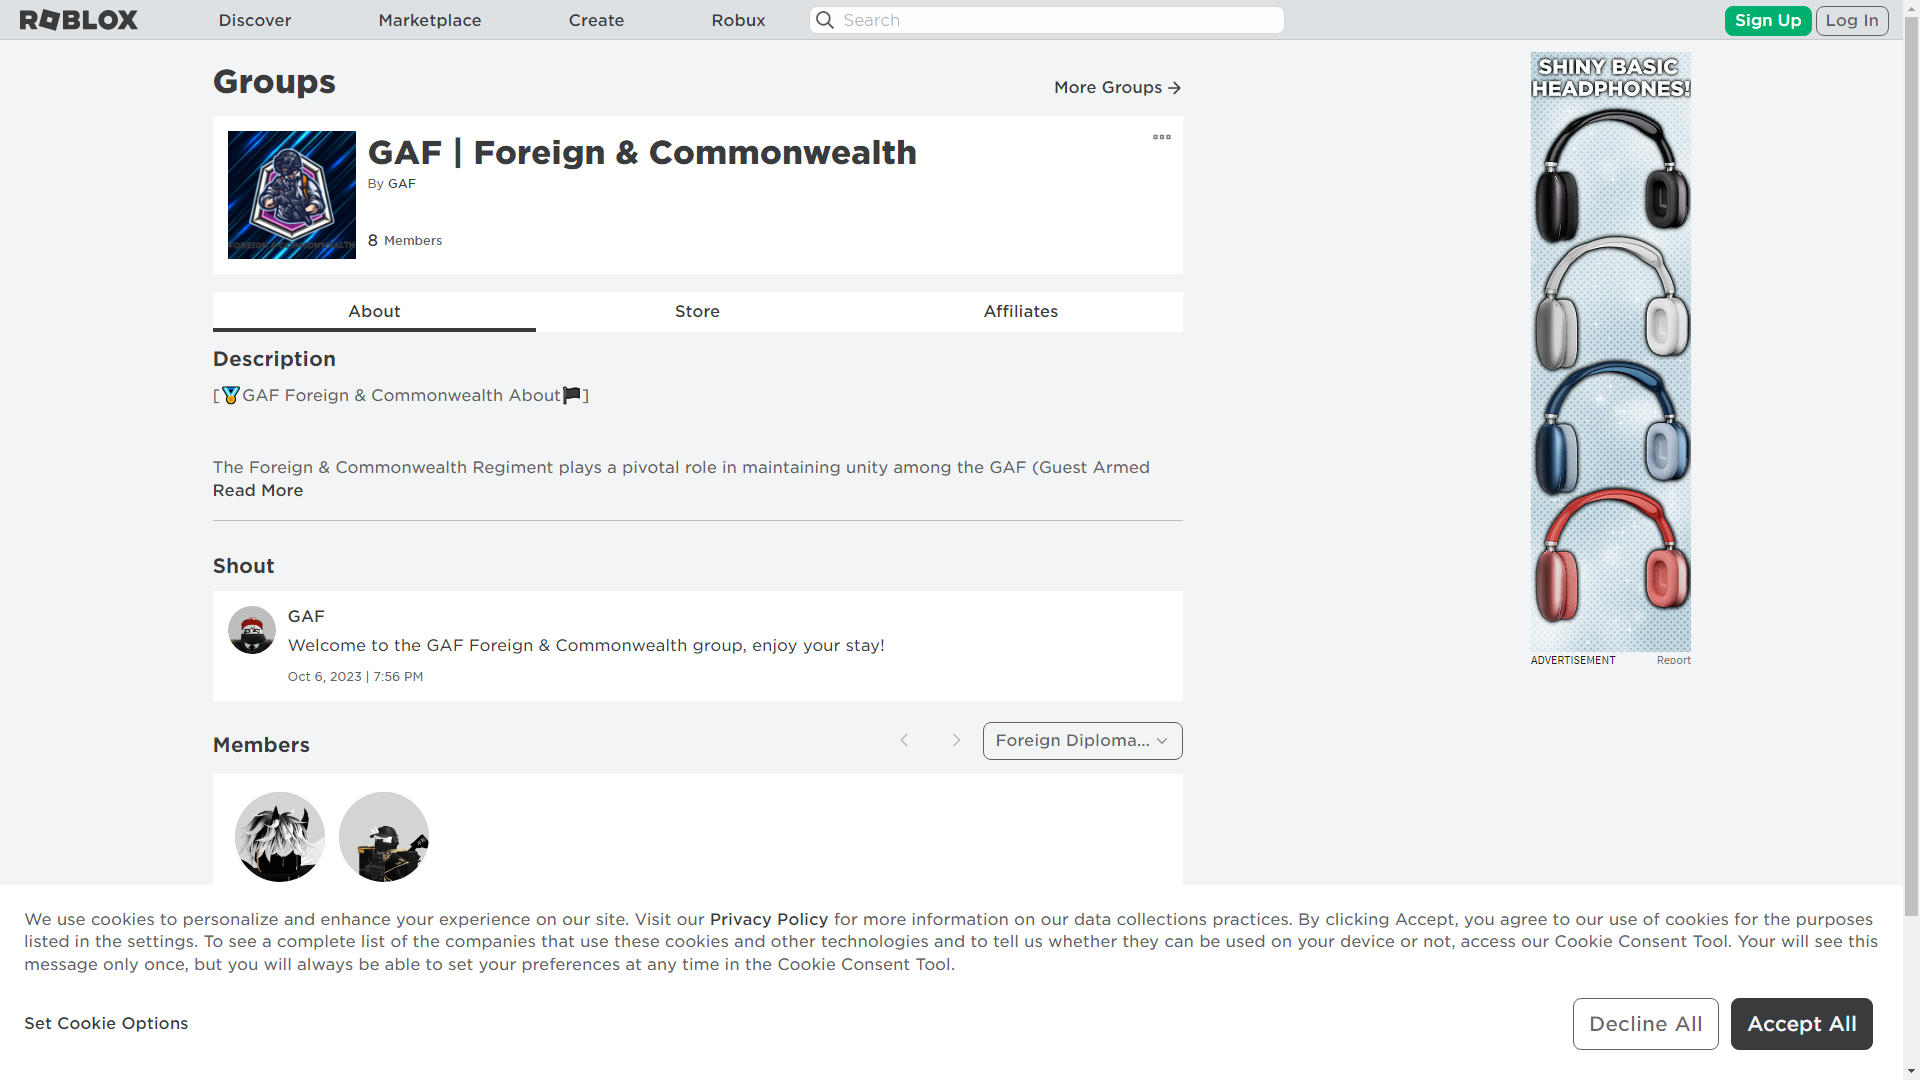 ROBLOX
Discover
Marketplace
Create
Robux
Search
Sign Up
Log In
Groups
More Groups
GAF | Foreign & Commonwealth
By GAF
8 Members
FOREIGN & COMMONWEALTH
About
Store
Affiliates
Description
[🏅GAF Foreign & Commonwealth About🏴]
The Foreign & Commonwealth Regiment plays a pivotal role in maintaining unity among the GAF (Guest Armed
Read More
Shout
GAF
Welcome to the GAF Foreign & Commonwealth group, enjoy your stay!
Oct 6, 2023 | 7:56 PM
Members
Foreign Diploma...
SHINY BASIC
HEADPHONES!
ADVERTISEMENT
Report
We use cookies to personalize and enhance your experience on our site. Visit our Privacy Policy for more information on our data collections practices. By clicking Accept, you agree to our use of cookies for the purposes
listed in the settings. To see a complete list of the companies that use these cookies and other technologies and to tell us whether they can be used on your device or not, access our Cookie Consent Tool. Your will see this
message only once, but you will always be able to set your preferences at any time in the Cookie Consent Tool.
Set Cookie Options
Decline All
Accept All